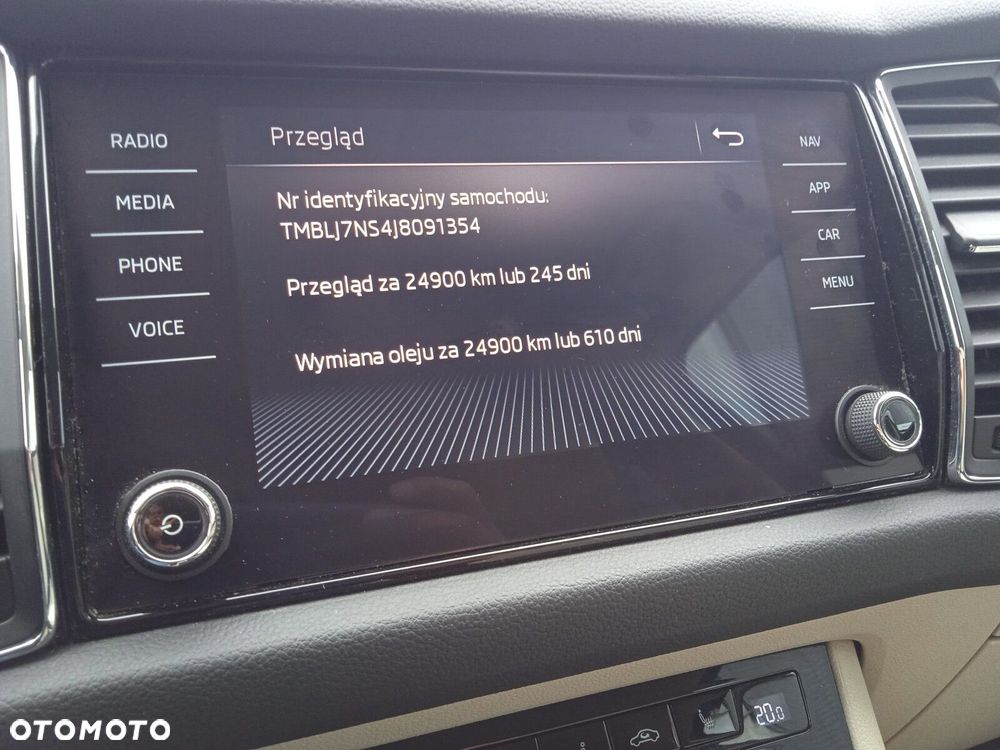 RADIO
MEDIA
PHONE
VOICE
Przegląd
Nr identyfikacyjny samochodu:
TMBLJ7NS4J8091354
Przegląd za 24900 km lub 245 dni
Wymiana oleju za 24900 km lub 610 dni
NAV
APP
CAR
MENU
20.0
OTOMOTO